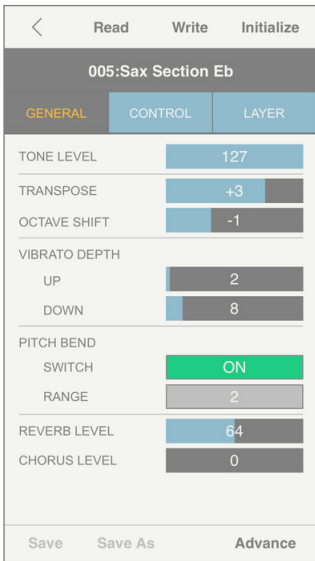 Read Write Initialize
005:Sax Section Eb
GENERAL CONTROL LAYER
TONE LEVEL 127
TRANSPOSE +3
OCTAVE SHIFT -1
VIBRATO DEPTH
UP 2
DOWN 8
PITCH BEND
SWITCH ON
RANGE 2
REVERB LEVEL 64
CHORUS LEVEL 0
Save Save As Advance